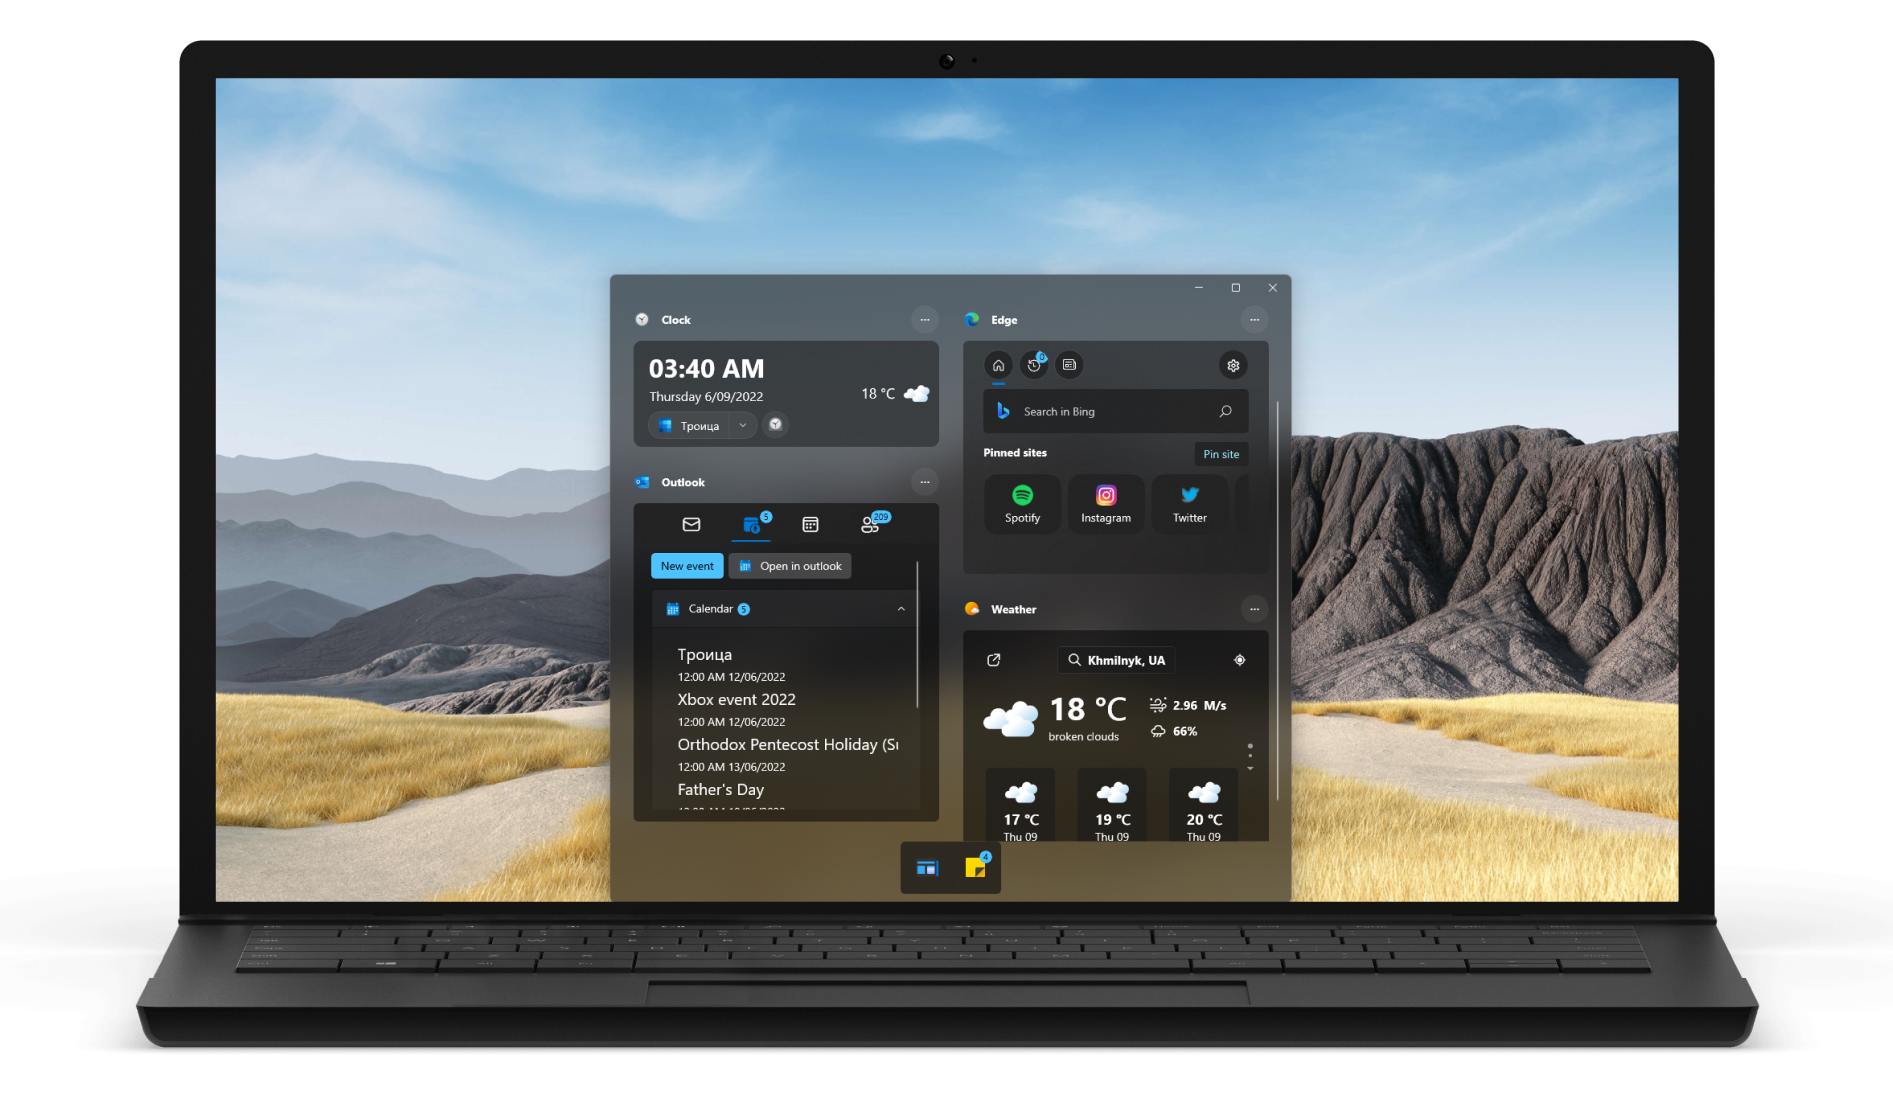 Clock
03:40 AM
Thursday 6/09/2022
18 °C
Троица
Outlook
5
209
New event
Open in outlook
Calendar 5
Троица
12:00 AM 12/06/2022
Xbox event 2022
12:00 AM 12/06/2022
Orthodox Pentecost Holiday (Su
12:00 AM 13/06/2022
Father's Day
Edge
0
Search in Bing
Pinned sites
Pin site
Spotify
Instagram
Twitter
Weather
Khmilnyk, UA
18 °C
2.96 M/s
broken clouds
66%
17 °C
19 °C
20 °C
Thu 09
Thu 09
Thu 09
4